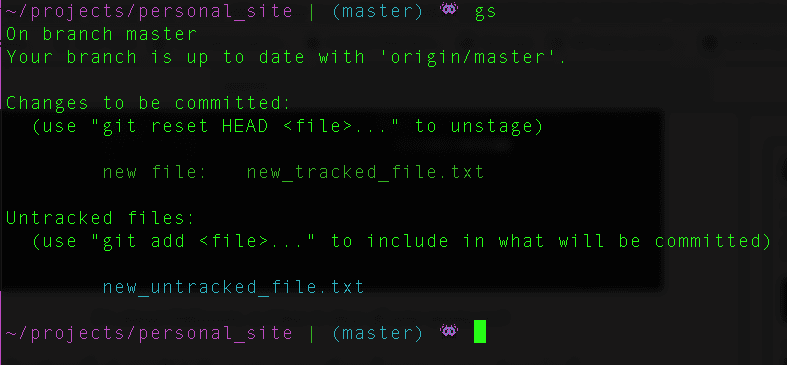 ~/projects/personal_site | (master) 👾 gs
On branch master
Your branch is up to date with 'origin/master'.
Changes to be committed:
(use "git reset HEAD <file>..." to unstage)
new file: new_tracked_file.txt
Untracked files:
(use "git add <file>..." to include in what will be committed)
new_untracked_file.txt
~/projects/personal_site | (master) 👾